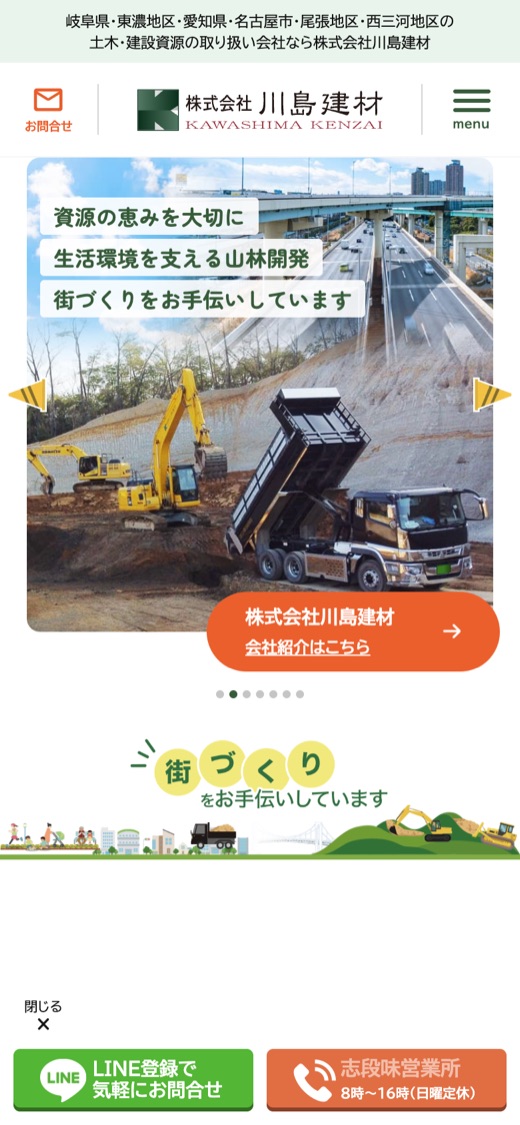 岐阜県・東濃地区・愛知県・名古屋市・尾張地区・西三河地区の
土木・建設資源の取り扱い会社なら株式会社川島建材
お問合せ
株式会社 川島建材
KAWASHIMA KENZAI
menu
資源の恵みを大切に
生活環境を支える山林開発
街づくりをお手伝いしています
株式会社川島建材
会社紹介はこちら
街づくり
をお手伝いしています
閉じる
LINE
LINE登録で
気軽にお問合せ
志段味営業所
8時～16時(日曜定休)